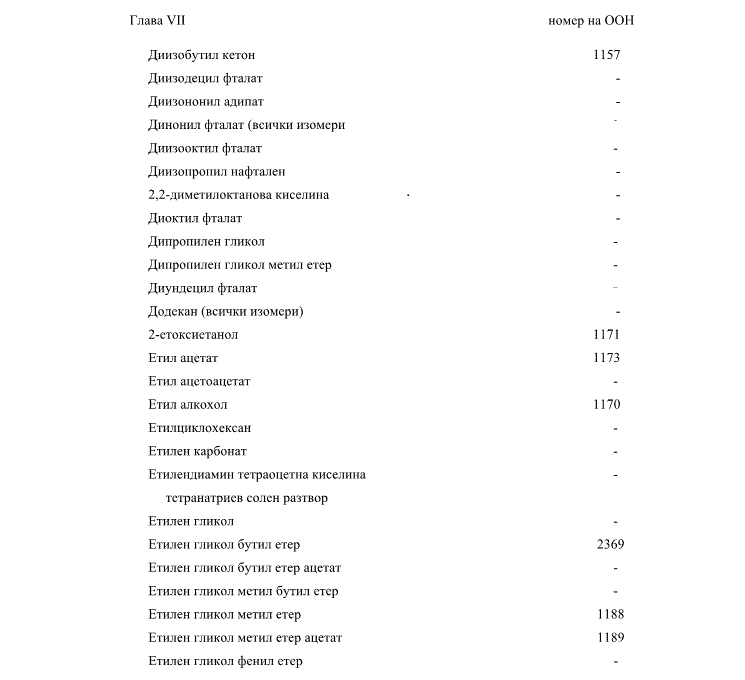 Глава VII номер на ООН
Диизобутил кетон 1157
Диизодецил фталат -
Диизононил адипат -
Динонил фталат (всички изомери -
Диизооктил фталат -
Диизопропил нафтален -
2,2-диметилоктанова киселина -
Диоктил фталат -
Дипропилен гликол -
Дипропилен гликол метил етер -
Диундецил фталат -
Додекан (всички изомери) -
2-етоксиетанол 1171
Етил ацетат 1173
Етил ацетоацетат -
Етил алкохол 1170
Етилциклохексан -
Етилен карбонат -
Етилендиамин тетраоцетна киселина -
тетранатриев солен разтвор
Етилен гликол -
Етилен гликол бутил етер 2369
Етилен гликол бутил етер ацетат -
Етилен гликол метил бутил етер -
Етилен гликол метил етер 1188
Етилен гликол метил етер ацетат 1189
Етилен гликол фенил етер -